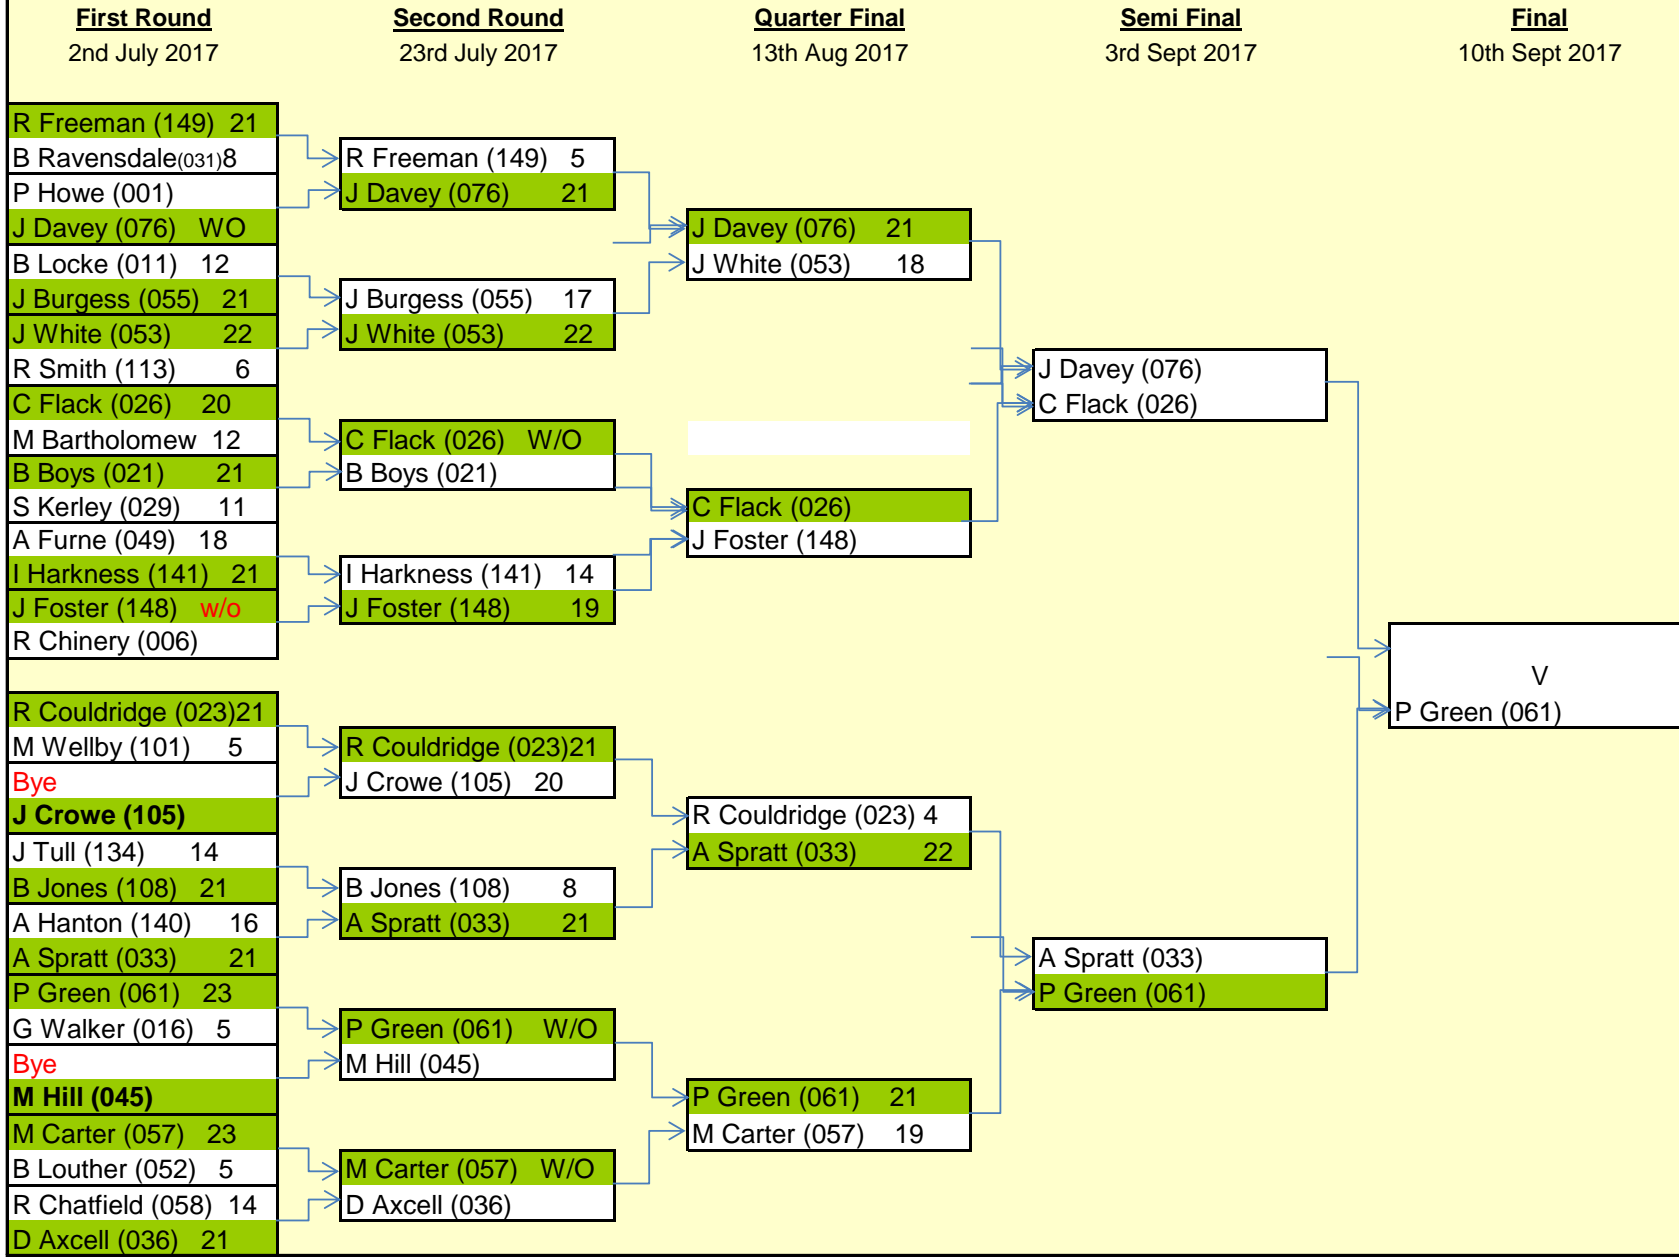 First Round
2nd July 2017
Second Round
23rd July 2017
Quarter Final
13th Aug 2017
Semi Final
3rd Sept 2017
Final
10th Sept 2017
R Freeman (149) 21
B Ravensdale(031)8
P Howe (001)
J Davey (076) WO
B Locke (011) 12
J Burgess (055) 21
J White (053) 22
R Smith (113) 6
C Flack (026) 20
M Bartholomew 12
B Boys (021) 21
S Kerley (029) 11
A Furne (049) 18
I Harkness (141) 21
J Foster (148) w/o
R Chinery (006)
R Couldridge (023)21
M Wellby (101) 5
Bye
J Crowe (105)
J Tull (134) 14
B Jones (108) 21
A Hanton (140) 16
A Spratt (033) 21
P Green (061) 23
G Walker (016) 5
Bye
M Hill (045)
M Carter (057) 23
B Louther (052) 5
R Chatfield (058) 14
D Axcell (036) 21
R Freeman (149) 5
J Davey (076) 21
J Burgess (055) 17
J White (053) 22
C Flack (026) W/O
B Boys (021)
I Harkness (141) 14
J Foster (148) 19
R Couldridge (023)21
J Crowe (105) 20
B Jones (108) 8
A Spratt (033) 21
P Green (061) W/O
M Hill (045)
M Carter (057) W/O
D Axcell (036)
J Davey (076) 21
J White (053) 18
C Flack (026)
J Foster (148)
R Couldridge (023) 4
A Spratt (033) 22
P Green (061) 21
M Carter (057) 19
J Davey (076)
C Flack (026)
A Spratt (033)
P Green (061)
V
P Green (061)